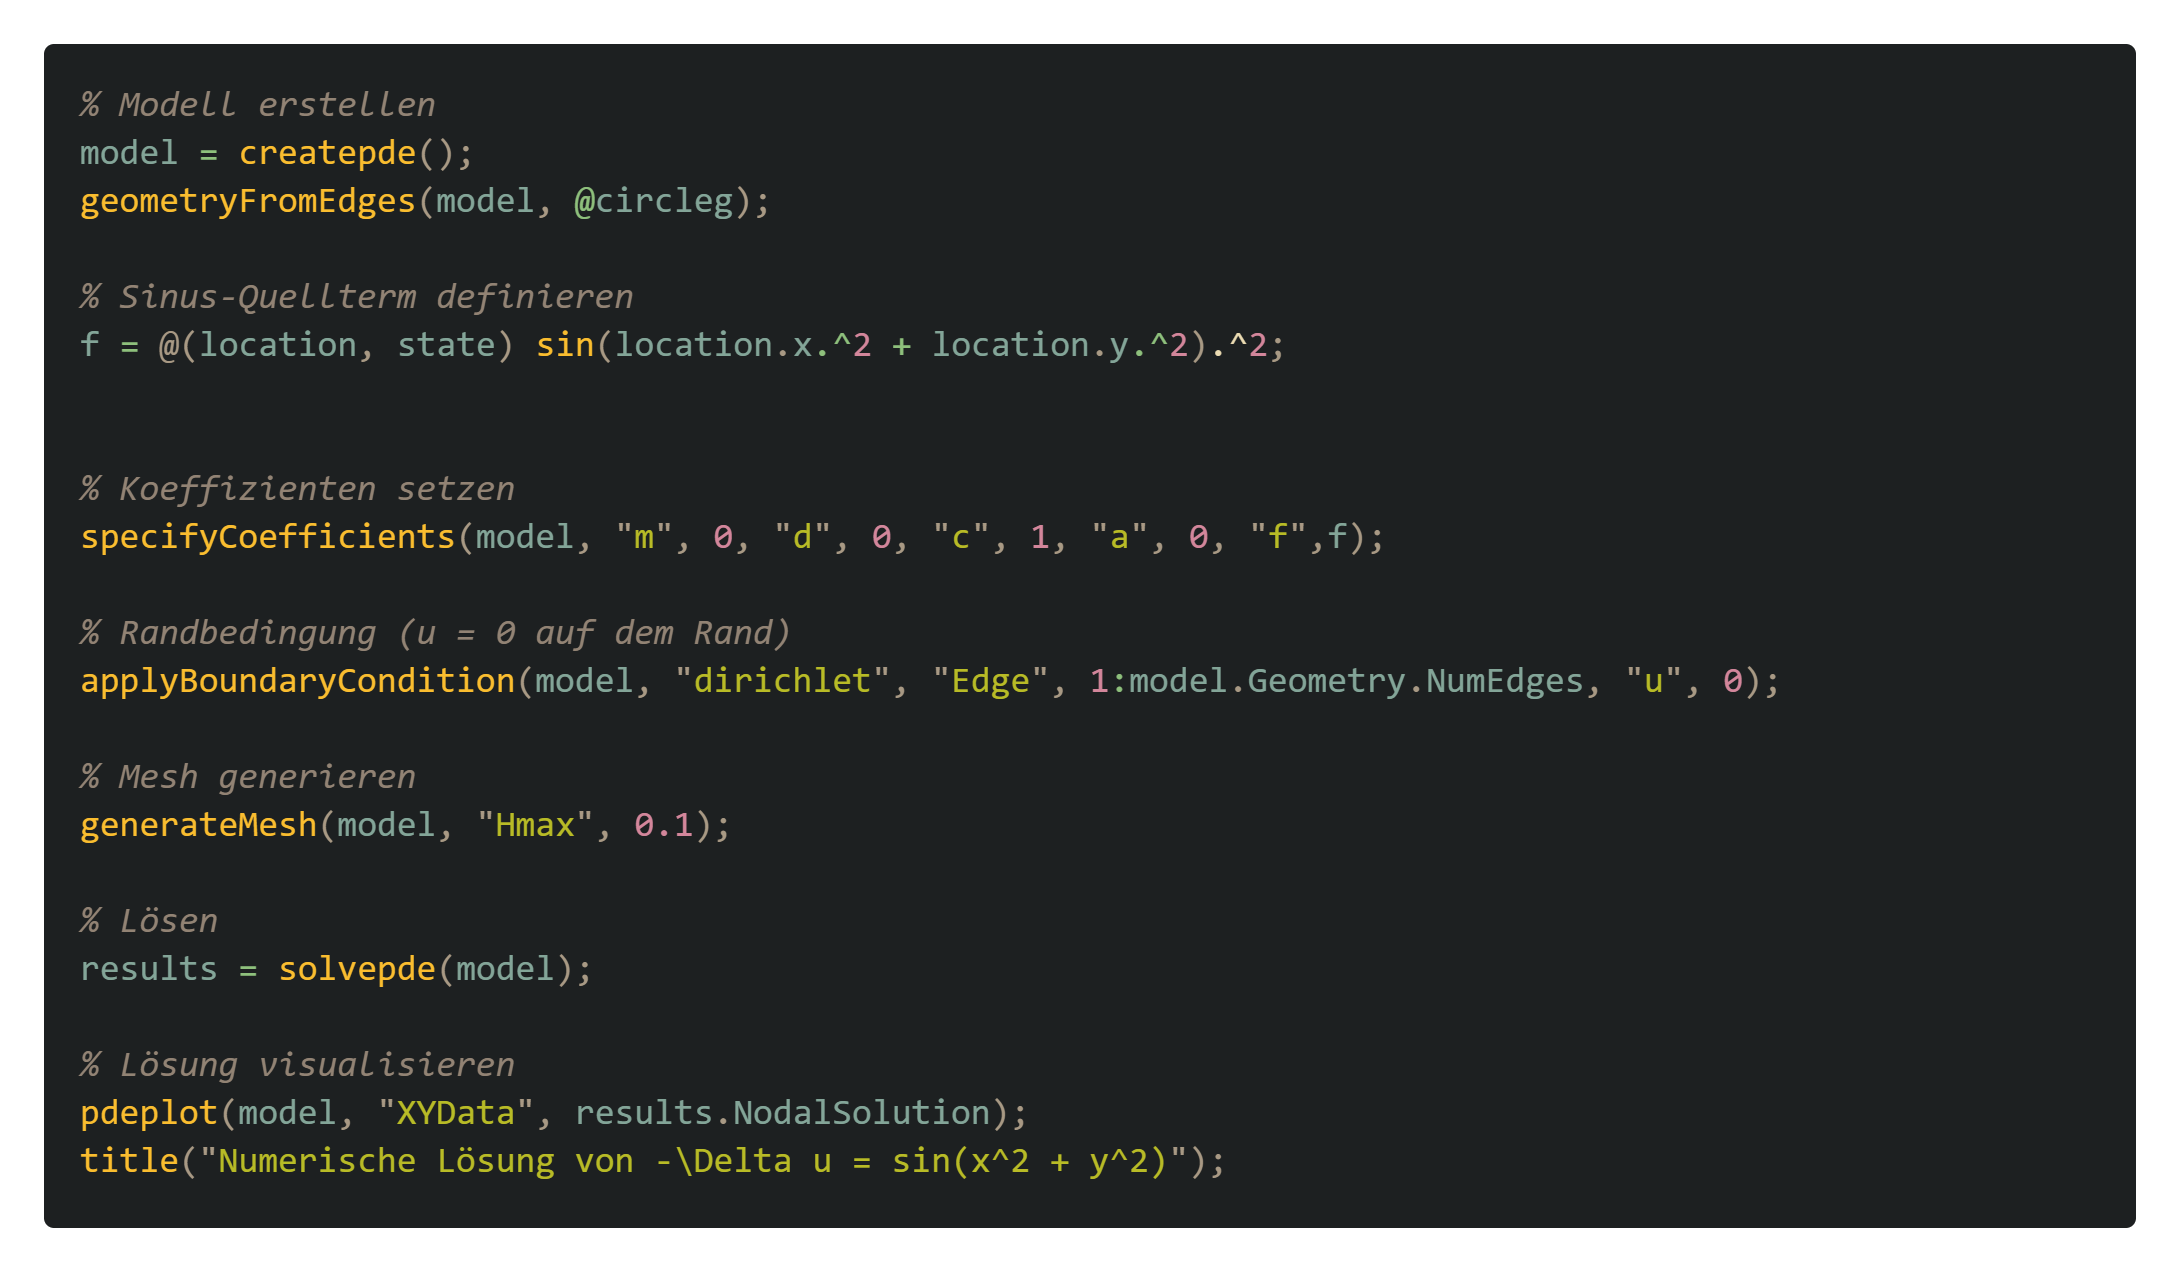 % Modell erstellen
model = createpde();
geometryFromEdges(model, @circleg);
% Sinus-Quellterm definieren
f = @(location, state) sin(location.x.^2 + location.y.^2).^2;
% Koeffizienten setzen
specifyCoefficients(model, "m", 0, "d", 0, "c", 1, "a", 0, "f",f);
% Randbedingung (u = 0 auf dem Rand)
applyBoundaryCondition(model, "dirichlet", "Edge", 1:model.Geometry.NumEdges, "u", 0);
% Mesh generieren
generateMesh(model, "Hmax", 0.1);
% Lösen
results = solvepde(model);
% Lösung visualisieren
pdeplot(model, "XYData", results.NodalSolution);
title("Numerische Lösung von -\Delta u = sin(x^2 + y^2)");